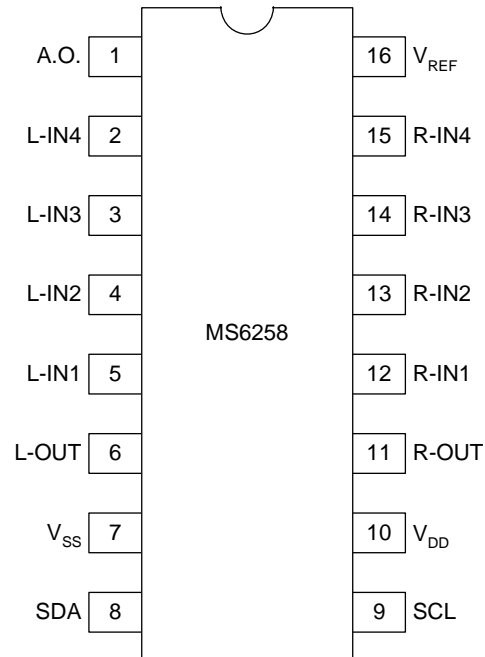 A.O. 1 16 VREF
L-IN4 2 15 R-IN4
L-IN3 3 14 R-IN3
L-IN2 4 13 R-IN2
MS6258
L-IN1 5 12 R-IN1
L-OUT 6 11 R-OUT
VSS 7 10 VDD
SDA 8 9 SCL